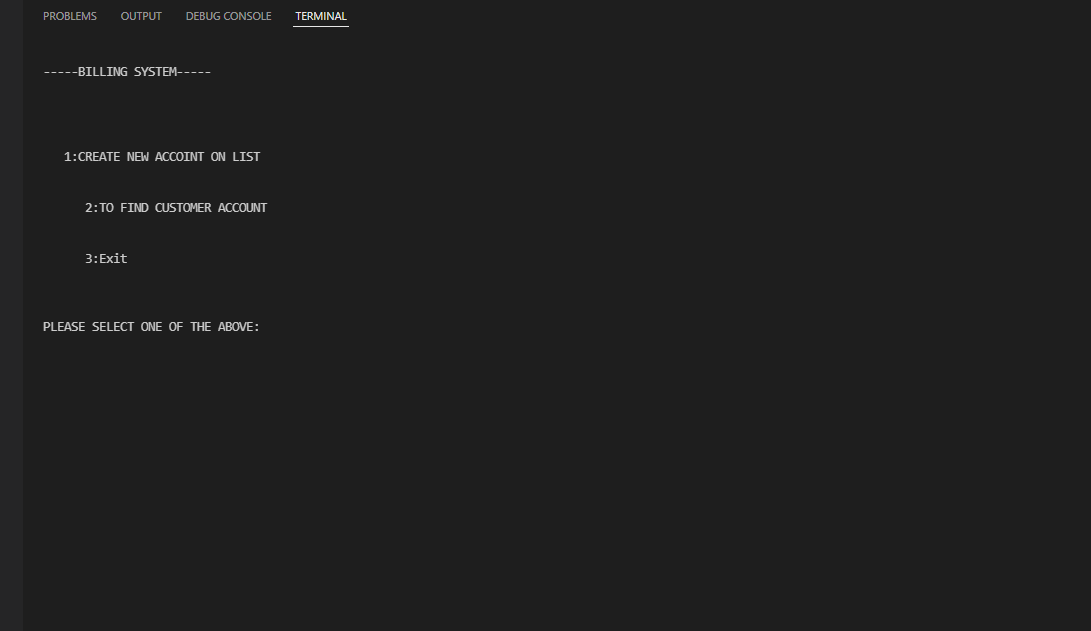 PROBLEMS OUTPUT DEBUG CONSOLE TERMINAL
-----BILLING SYSTEM-----
1:CREATE NEW ACCOINT ON LIST
2:TO FIND CUSTOMER ACCOUNT
3:Exit
PLEASE SELECT ONE OF THE ABOVE: